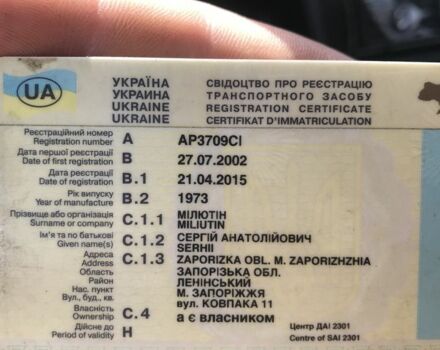 UA
УКРАЇНА СВІДОЦТВО ПРО РЕЄСТРАЦІЮ
УКРАИНА ТРАНСПОРТНОГО ЗАСОБУ
UKRAINE REGISTRATION CERTIFICATE
UKRAINE CERTIFICAT D'IMMATRICULATION
Реєстраційний номер
Registration number A AP3709CI
Дата першої реєстрації
Date of first registration B 27.07.2002
Дата реєстрації
Date of registration B.1 21.04.2015
Рік випуску
Year of manufacture B.2 1973
Прізвище або організація C.1.1 МІЛЮТІН
Surname or company MILIUTIN
Ім'я та по батькові C.1.2 СЕРГІЙ АНАТОЛІЙОВИЧ
Given name(s) SERHII
Адреса C.1.3 ZAPORIZKA OBL. M. ZAPORIZHZHIA
Address
Область ЗАПОРІЗЬКА ОБЛ.
Район ЛЕНІНСЬКИЙ
Нас. пункт М. ЗАПОРІЖЖЯ
Вул., буд., кв. вул. КОВПАКА 11
Власність C.4 а є власником
Ownership
Дійсне до H Центр ДАІ 2301
Period of validity Centre of SAI 2301